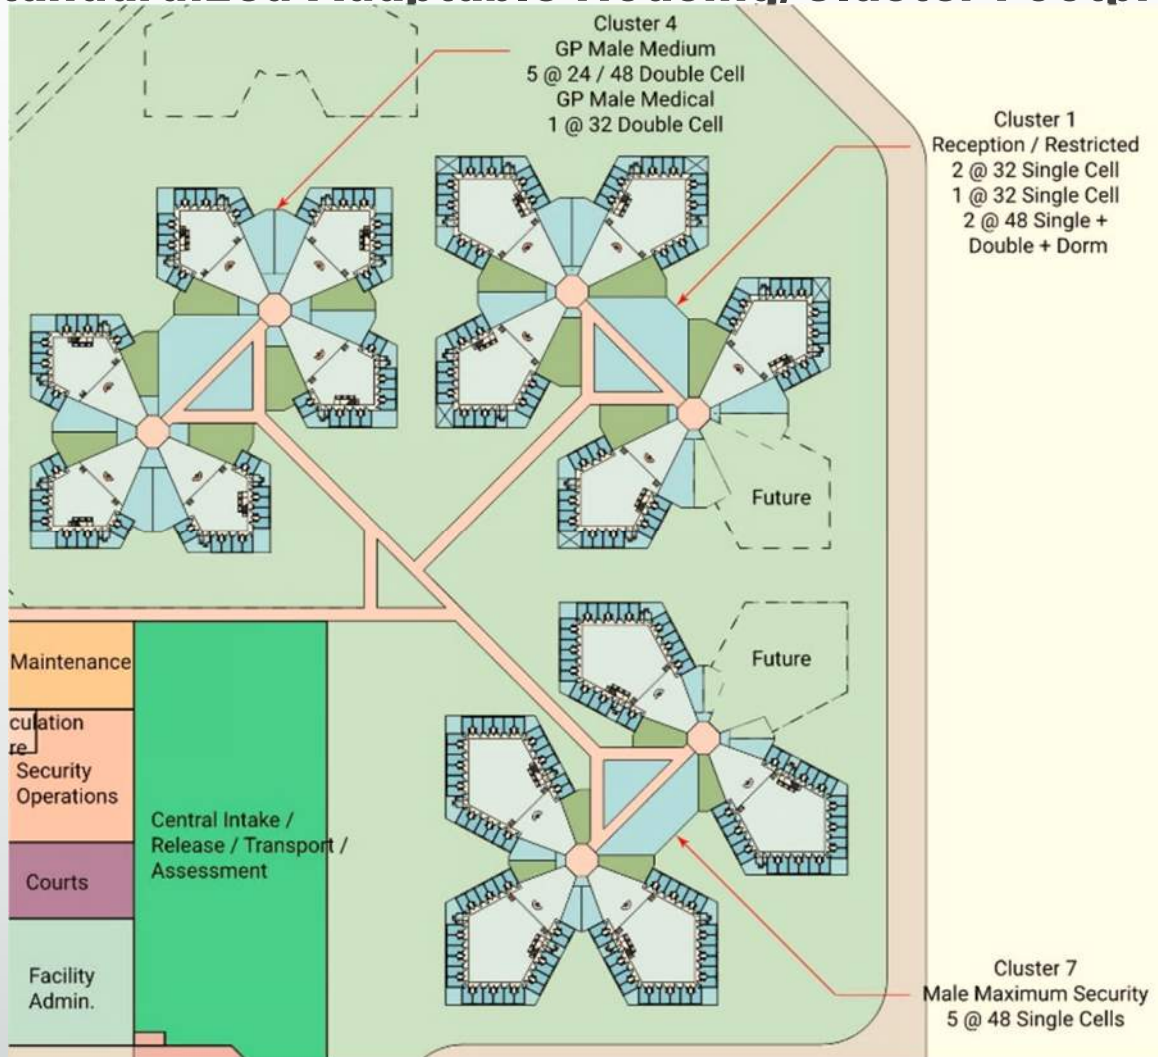 Cluster 4
GP Male Medium
5 @ 24 / 48 Double Cell
GP Male Medical
1 @ 32 Double Cell
Cluster 1
Reception / Restricted
2 @ 32 Single Cell
1 @ 32 Single Cell
2 @ 48 Single +
Double + Dorm
Future
Future
Maintenance
culation
re
Security
Operations
Courts
Facility
Admin.
Central Intake /
Release / Transport /
Assessment
Cluster 7
Male Maximum Security
5 @ 48 Single Cells